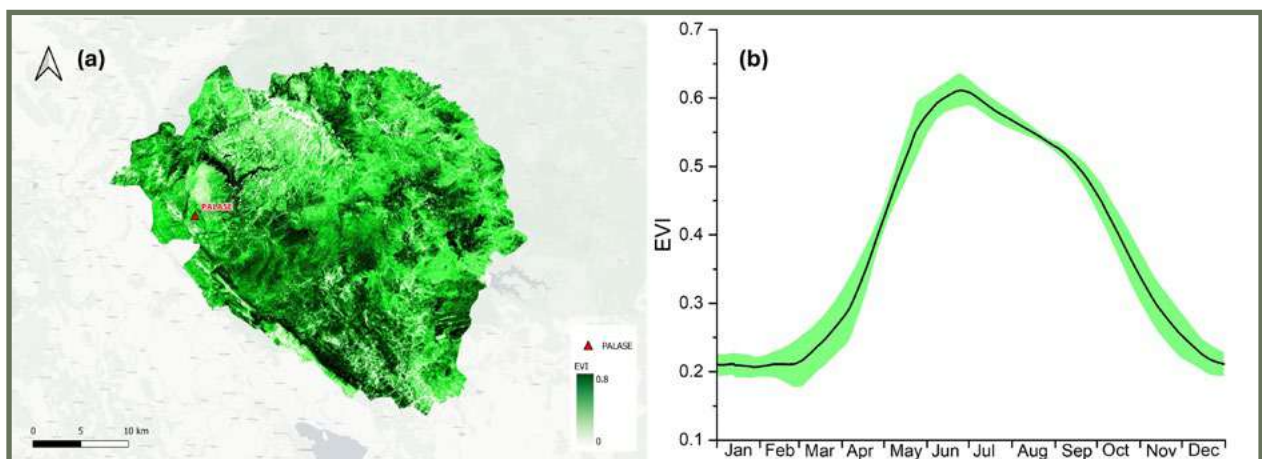 (a)
PALASE
PALASE
EVI
0.8
0
0 5 10 km
(b)
EVI
0.7
0.6
0.5
0.4
0.3
0.2
0.1
Jan Feb Mar Apr May Jun Jul Aug Sep Oct Nov Dec